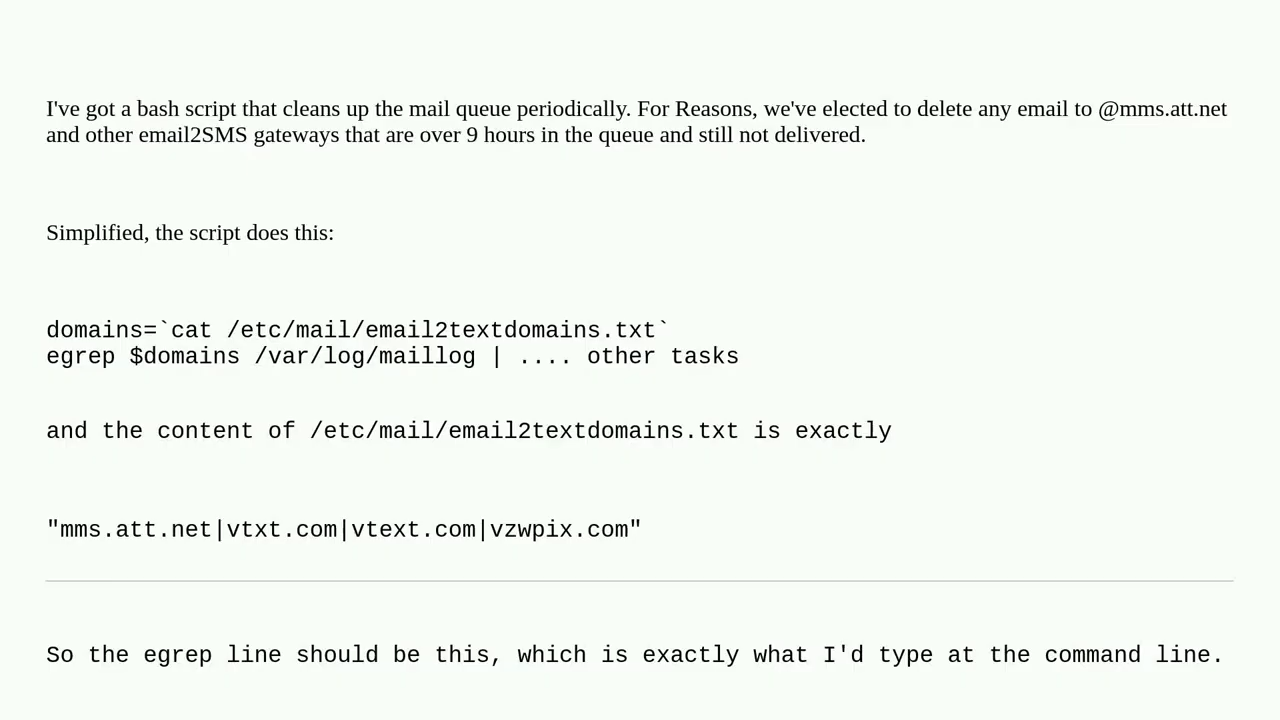 I've got a bash script that cleans up the mail queue periodically. For Reasons, we've elected to delete any email to @mms.att.net
and other email2SMS gateways that are over 9 hours in the queue and still not delivered.
Simplified, the script does this:
domains=`cat /etc/mail/email2textdomains.txt`
egrep $domains /var/log/maillog | .... other tasks
and the content of /etc/mail/email2textdomains.txt is exactly
"mms.att.net|vtxt.com|vtext.com|vzwpix.com"
So the egrep line should be this, which is exactly what I'd type at the command line.